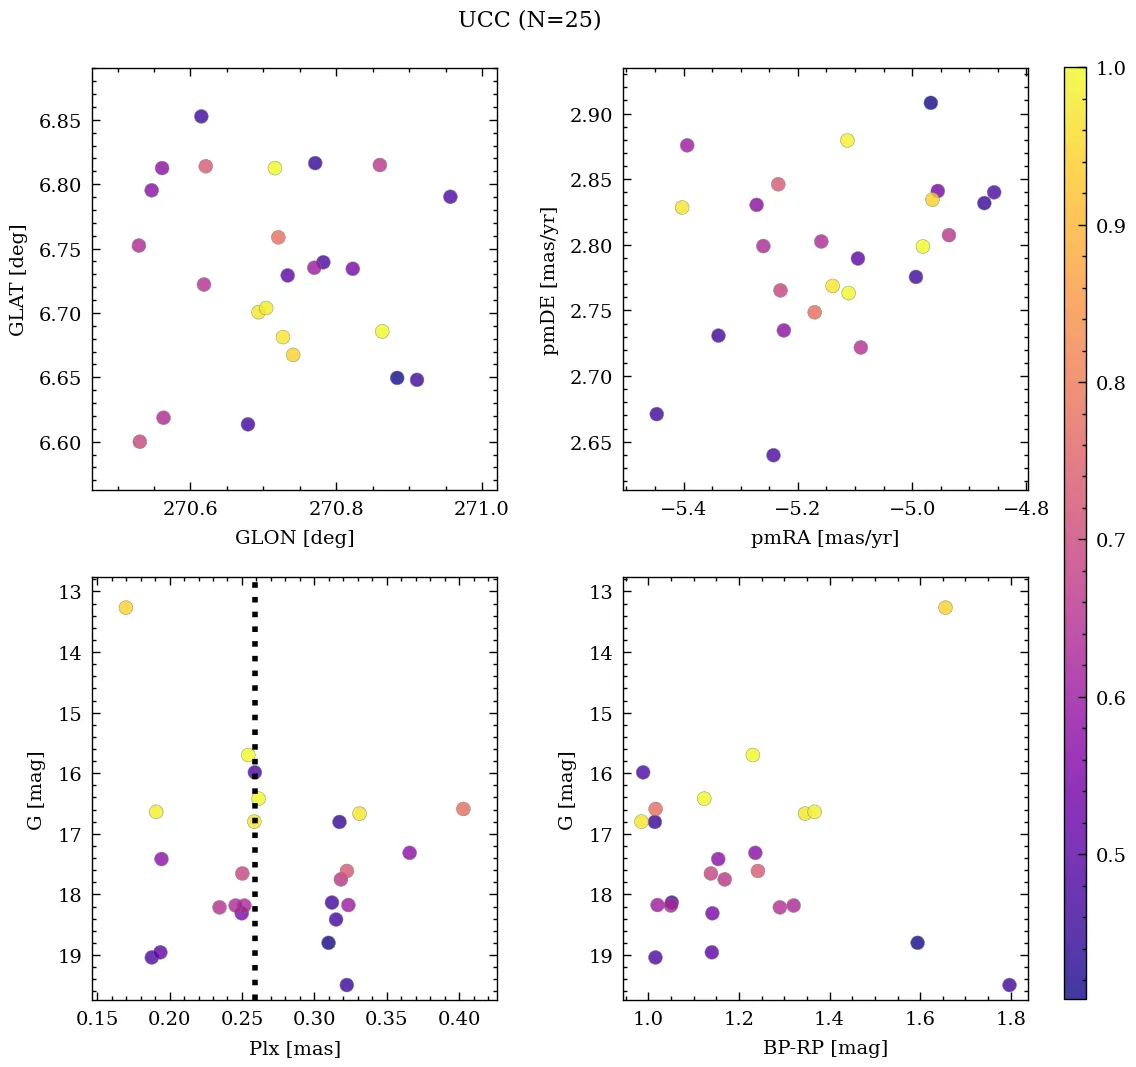 UCC (N=25)
6.85
6.80
6.75
6.70
6.65
6.60
GLAT [deg]
270.6 270.8 271.0
GLON [deg]
2.90
2.85
2.80
2.75
2.70
2.65
pmDE [mas/yr]
−5.4 −5.2 −5.0 −4.8
pmRA [mas/yr]
13
14
15
16
17
18
19
G [mag]
0.15 0.20 0.25 0.30 0.35 0.40
Plx [mas]
13
14
15
16
17
18
19
G [mag]
1.0 1.2 1.4 1.6 1.8
BP-RP [mag]
1.0
0.9
0.8
0.7
0.6
0.5